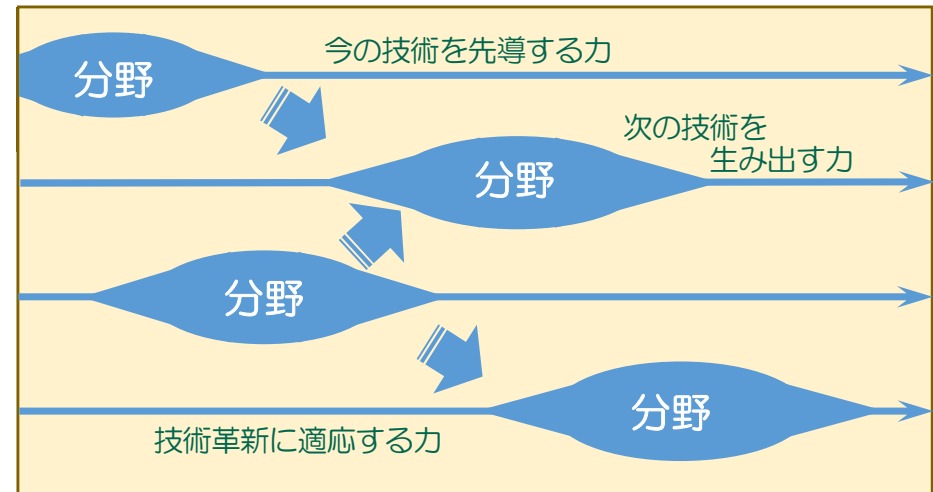 分野
今の技術を先導する力
次の技術を
生み出す力
分野
分野
分野
技術革新に適応する力